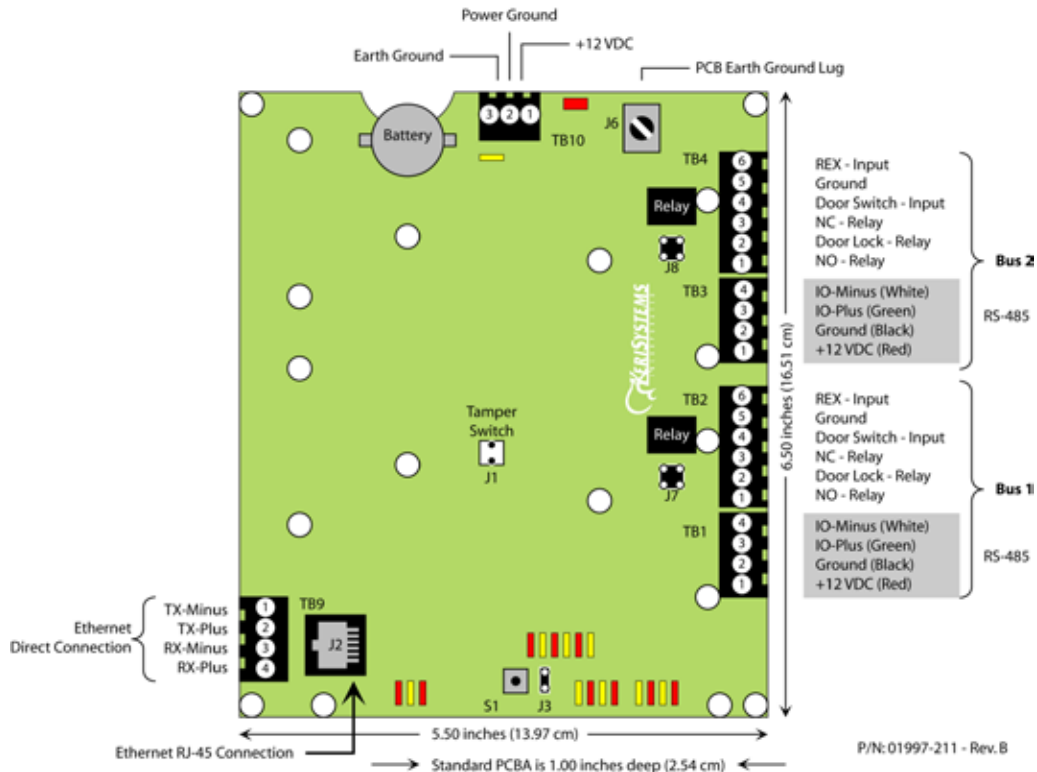 Power Ground
Earth Ground
+12 VDC
PCB Earth Ground Lug
Battery
3 2 1
TB10
J6
TB4
6
5
4
3
2
1
REX - Input
Ground
Door Switch - Input
NC - Relay
Door Lock - Relay
NO - Relay
Relay
J8
Bus 2
TB3
4
3
2
1
IO-Minus (White)
IO-Plus (Green)
Ground (Black)
+12 VDC (Red)
RS-485
KERISYSTEMS
6.50 inches (16.51 cm)
Tamper
Switch
J1
TB2
6
5
4
3
2
1
REX - Input
Ground
Door Switch - Input
NC - Relay
Door Lock - Relay
NO - Relay
Relay
J7
Bus 1
TB1
4
3
2
1
IO-Minus (White)
IO-Plus (Green)
Ground (Black)
+12 VDC (Red)
RS-485
Ethernet
Direct Connection
TX-Minus
TX-Plus
RX-Minus
RX-Plus
1
2
3
4
TB9
J2
S1
J3
5.50 inches (13.97 cm)
Ethernet RJ-45 Connection
Standard PCBA is 1.00 inches deep (2.54 cm)
P/N: 01997-211 - Rev. B